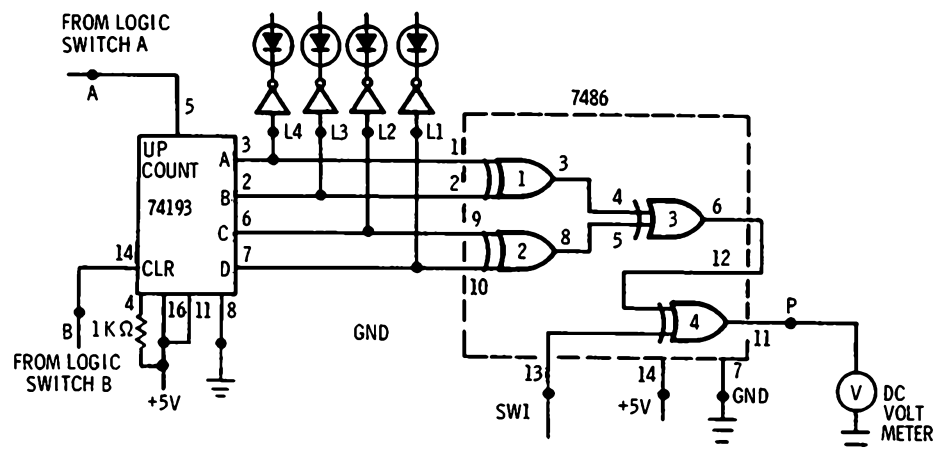 FROM LOGIC
SWITCH A
A
5
L4
L3
L2
L1
7486
UP
COUNT
74193
A
3
B
2
C
6
D
7
14
CLR
1
2
1
3
9
10
2
8
4
5
3
6
12
4
11
P
4
16
11
8
1KΩ
B
FROM LOGIC
SWITCH B
+5V
GND
13
SW1
14
+5V
7
GND
V
DC
VOLT
METER